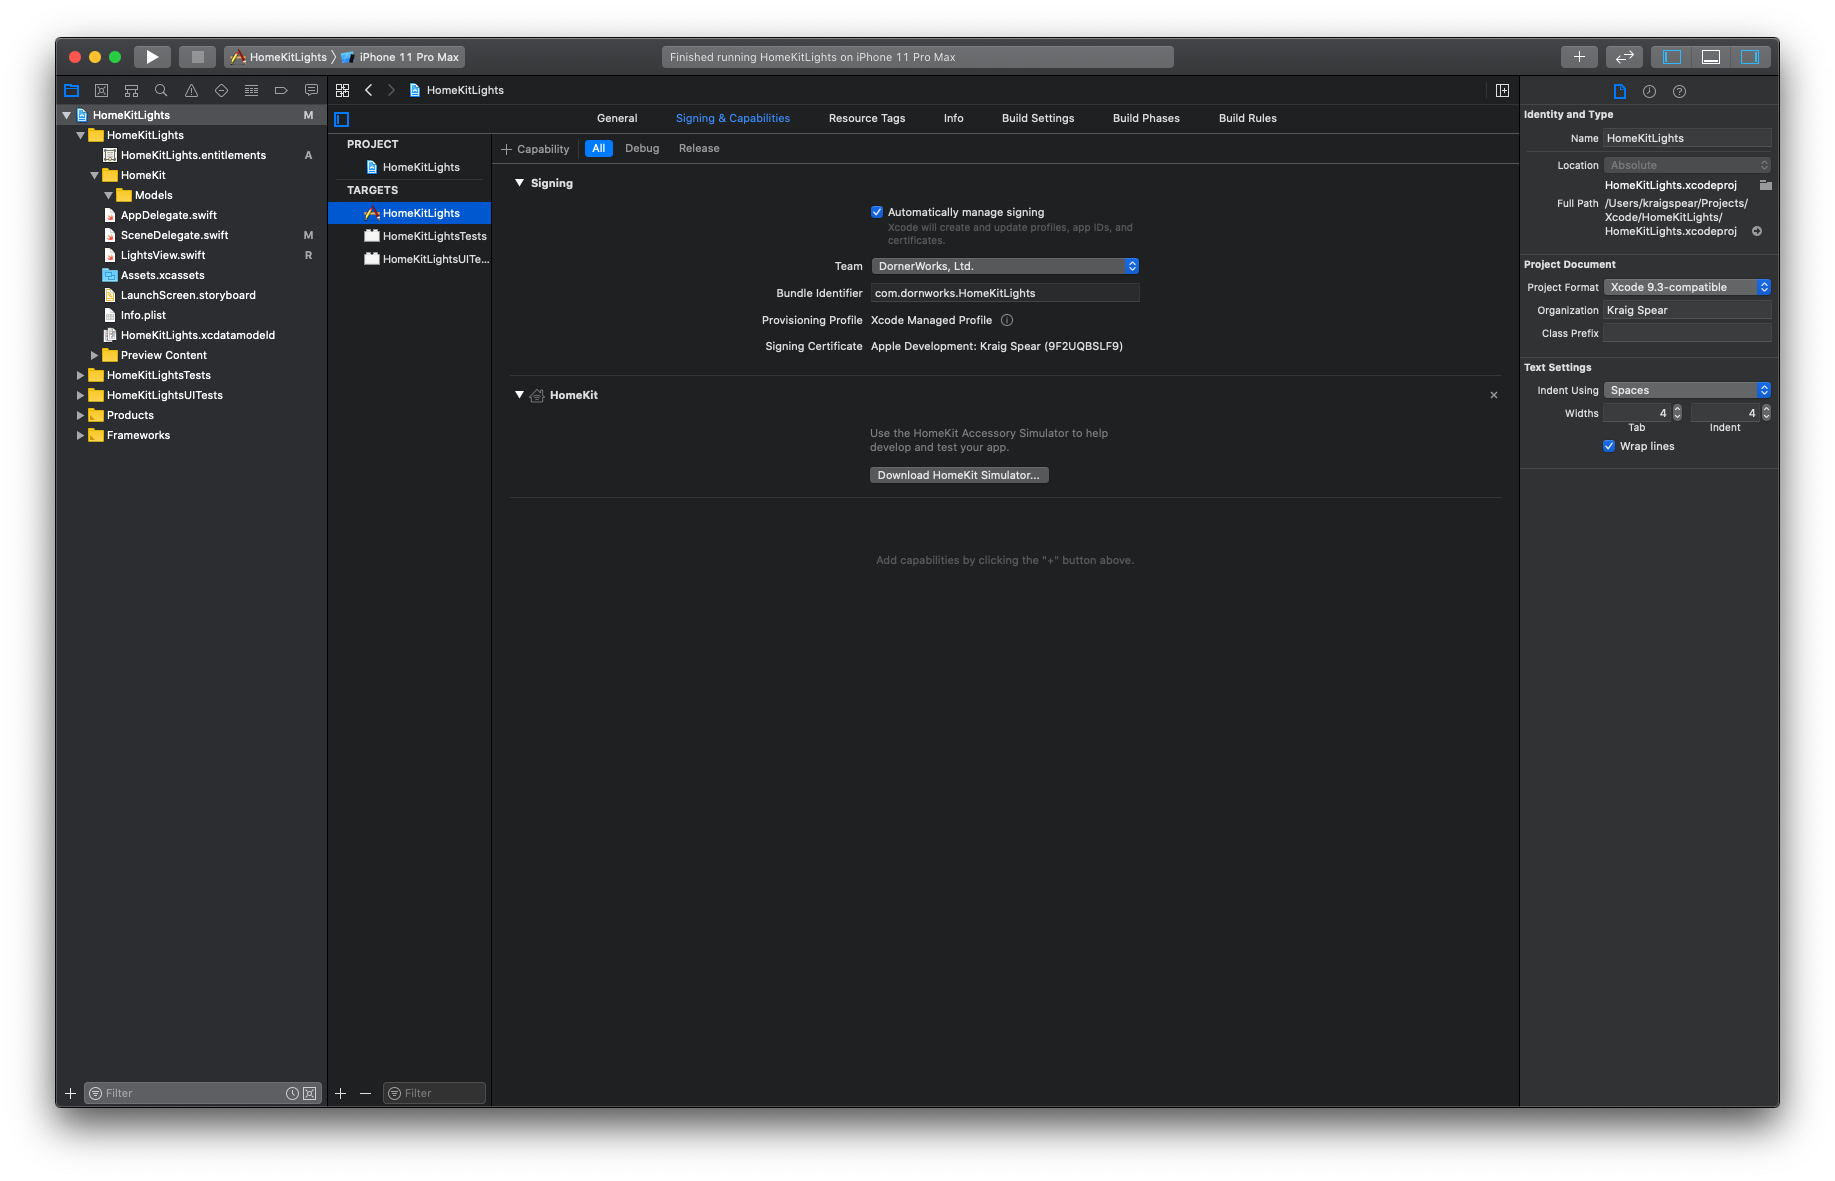 HomeKitLights
iPhone 11 Pro Max
Finished running HomeKitLights on iPhone 11 Pro Max
HomeKitLights M
HomeKitLights
HomeKitLights.entitlements A
HomeKit
Models
AppDelegate.swift
SceneDelegate.swift M
LightsView.swift R
Assets.xcassets
LaunchScreen.storyboard
Info.plist
HomeKitLights.xcdatamodeld
Preview Content
HomeKitLightsTests
HomeKitLightsUITests
Products
Frameworks
Filter
HomeKitLights
General
Signing & Capabilities
Resource Tags
Info
Build Settings
Build Phases
Build Rules
PROJECT
HomeKitLights
TARGETS
HomeKitLights
HomeKitLightsTests
HomeKitLightsUITe...
Filter
+ Capability
All
Debug
Release
Signing
Automatically manage signing
Xcode will create and update profiles, app IDs, and
certificates.
Team DornerWorks, Ltd.
Bundle Identifier com.dornworks.HomeKitLights
Provisioning Profile Xcode Managed Profile
Signing Certificate Apple Development: Kraig Spear (9F2UQBSLF9)
HomeKit
Use the HomeKit Accessory Simulator to help
develop and test your app.
Download HomeKit Simulator...
Add capabilities by clicking the "+" button above.
Identity and Type
Name HomeKitLights
Location Absolute
HomeKitLights.xcodeproj
Full Path /Users/kraigspear/Projects/
Xcode/HomeKitLights/
HomeKitLights.xcodeproj
Project Document
Project Format Xcode 9.3-compatible
Organization Kraig Spear
Class Prefix
Text Settings
Indent Using Spaces
Widths 4 4
Tab Indent
Wrap lines